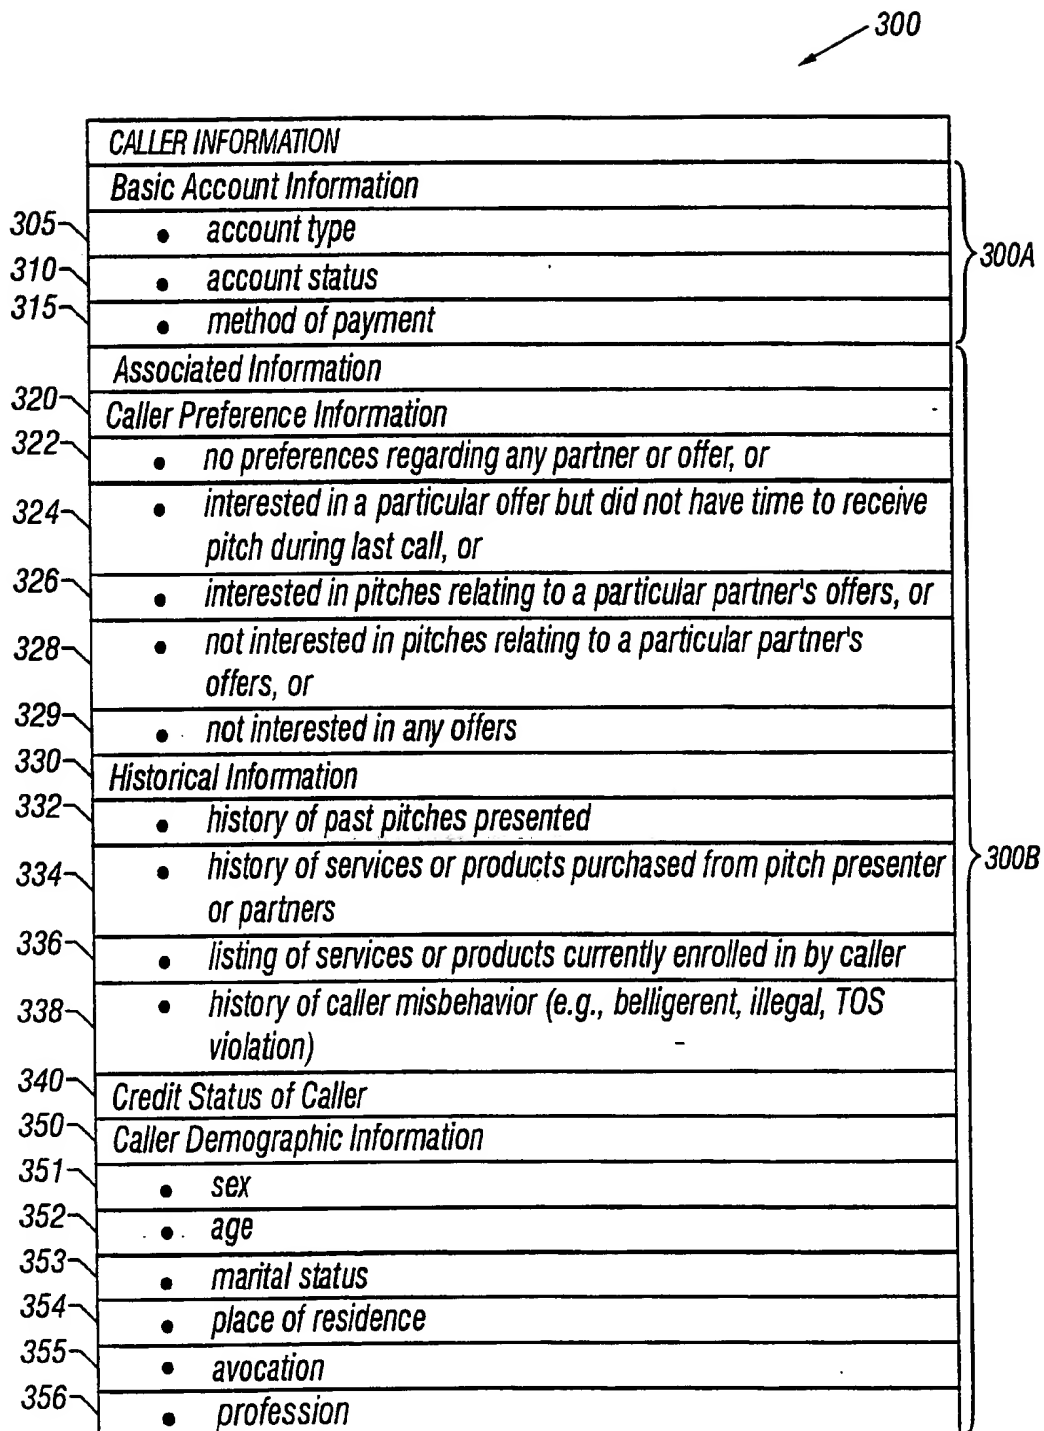 300
CALLER INFORMATION
Basic Account Information
305 • account type
300A
310 • account status
315 • method of payment
Associated Information
320 Caller Preference Information
322 • no preferences regarding any partner or offer, or
324 • interested in a particular offer but did not have time to receive
pitch during last call, or
326 • interested in pitches relating to a particular partner's offers, or
328 • not interested in pitches relating to a particular partner's
offers, or
329 • not interested in any offers
330 Historical Information
332 • history of past pitches presented
300B
334 • history of services or products purchased from pitch presenter
or partners
336 • listing of services or products currently enrolled in by caller
338 • history of caller misbehavior (e.g., belligerent, illegal, TOS
violation)
340 Credit Status of Caller
350 Caller Demographic Information
351 • sex
352 • age
353 • marital status
354 • place of residence
355 • avocation
356 • profession